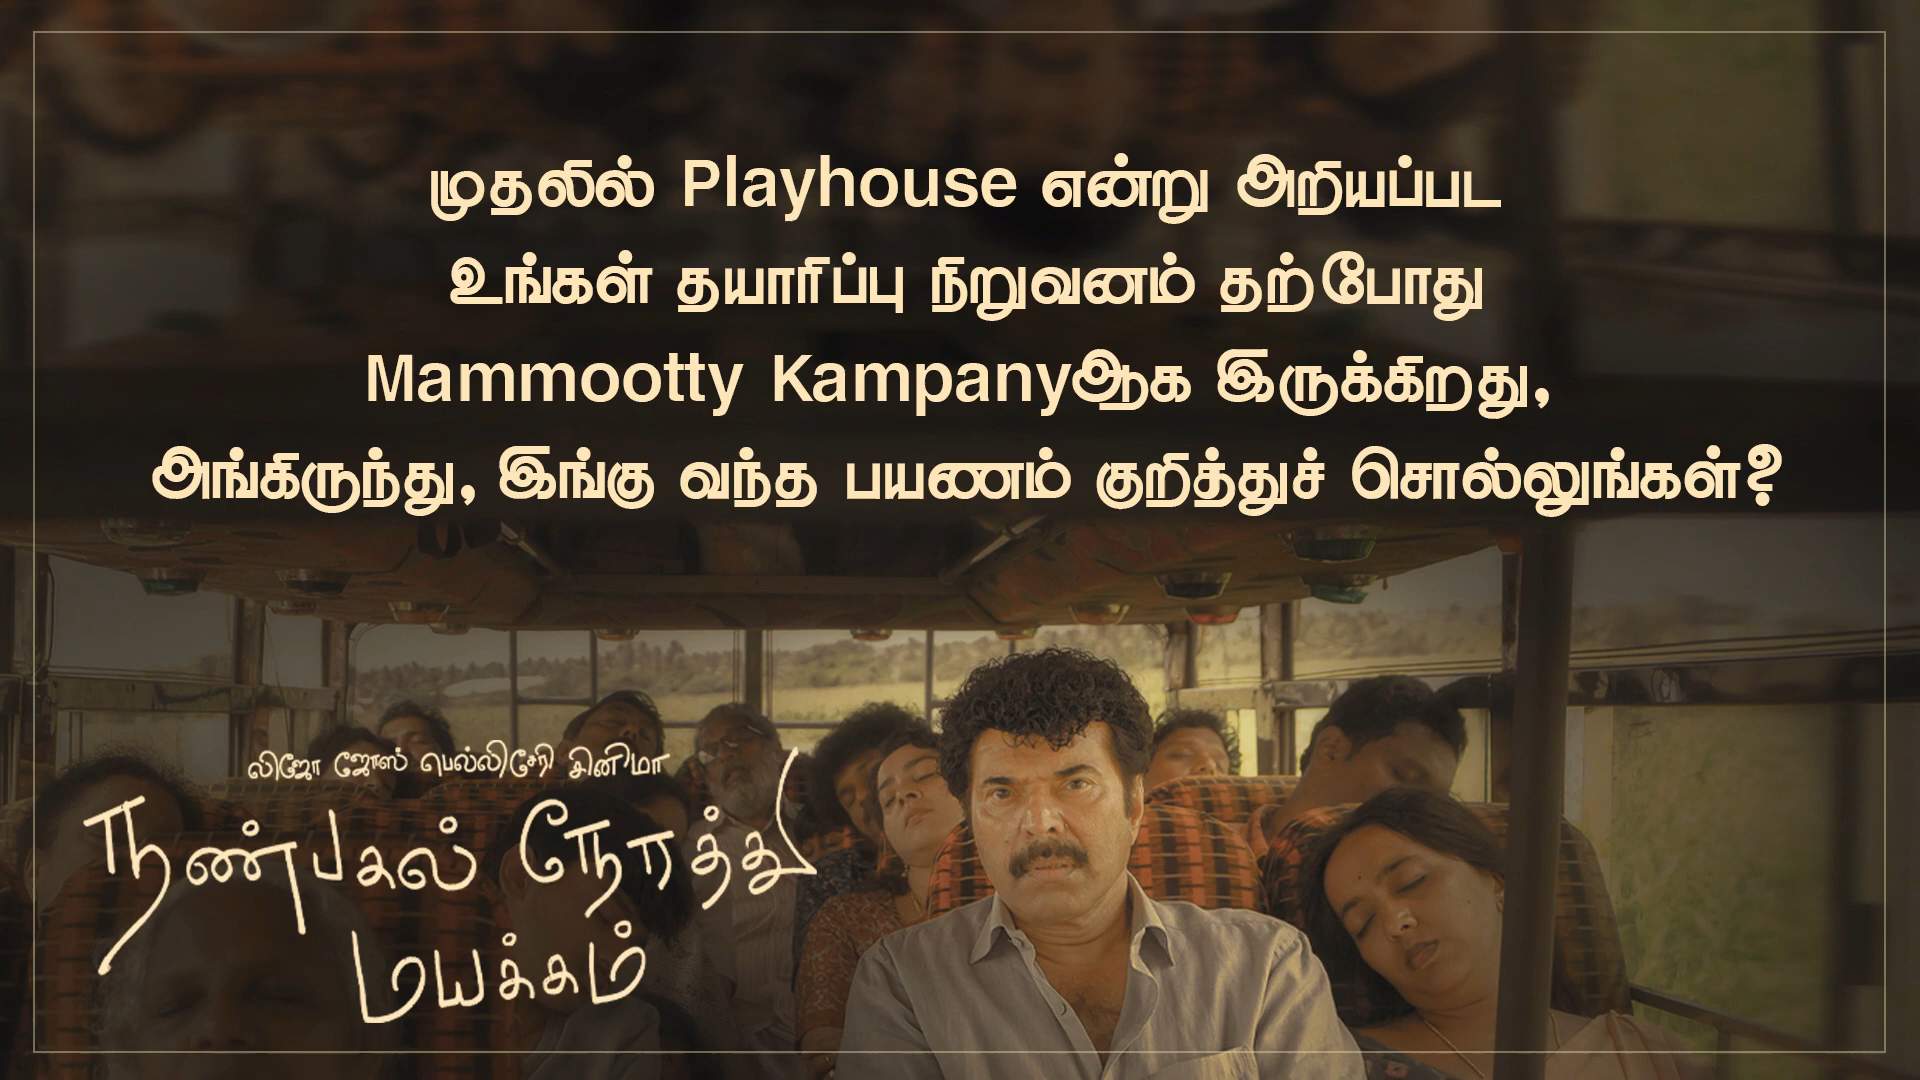 முதலில் Playhouse என்று அறியப்பட
உங்கள் தயாரிப்பு நிறுவனம் தற்போது
Mammootty Kampanyஆக இருக்கிறது,
அங்கிருந்து, இங்கு வந்த பயணம் குறித்துச் சொல்லுங்கள்?
லிஜோ ஜோஸ் பெல்லிசேரி சினிமா
நண்பகல் நேரத்து
மயக்கம்